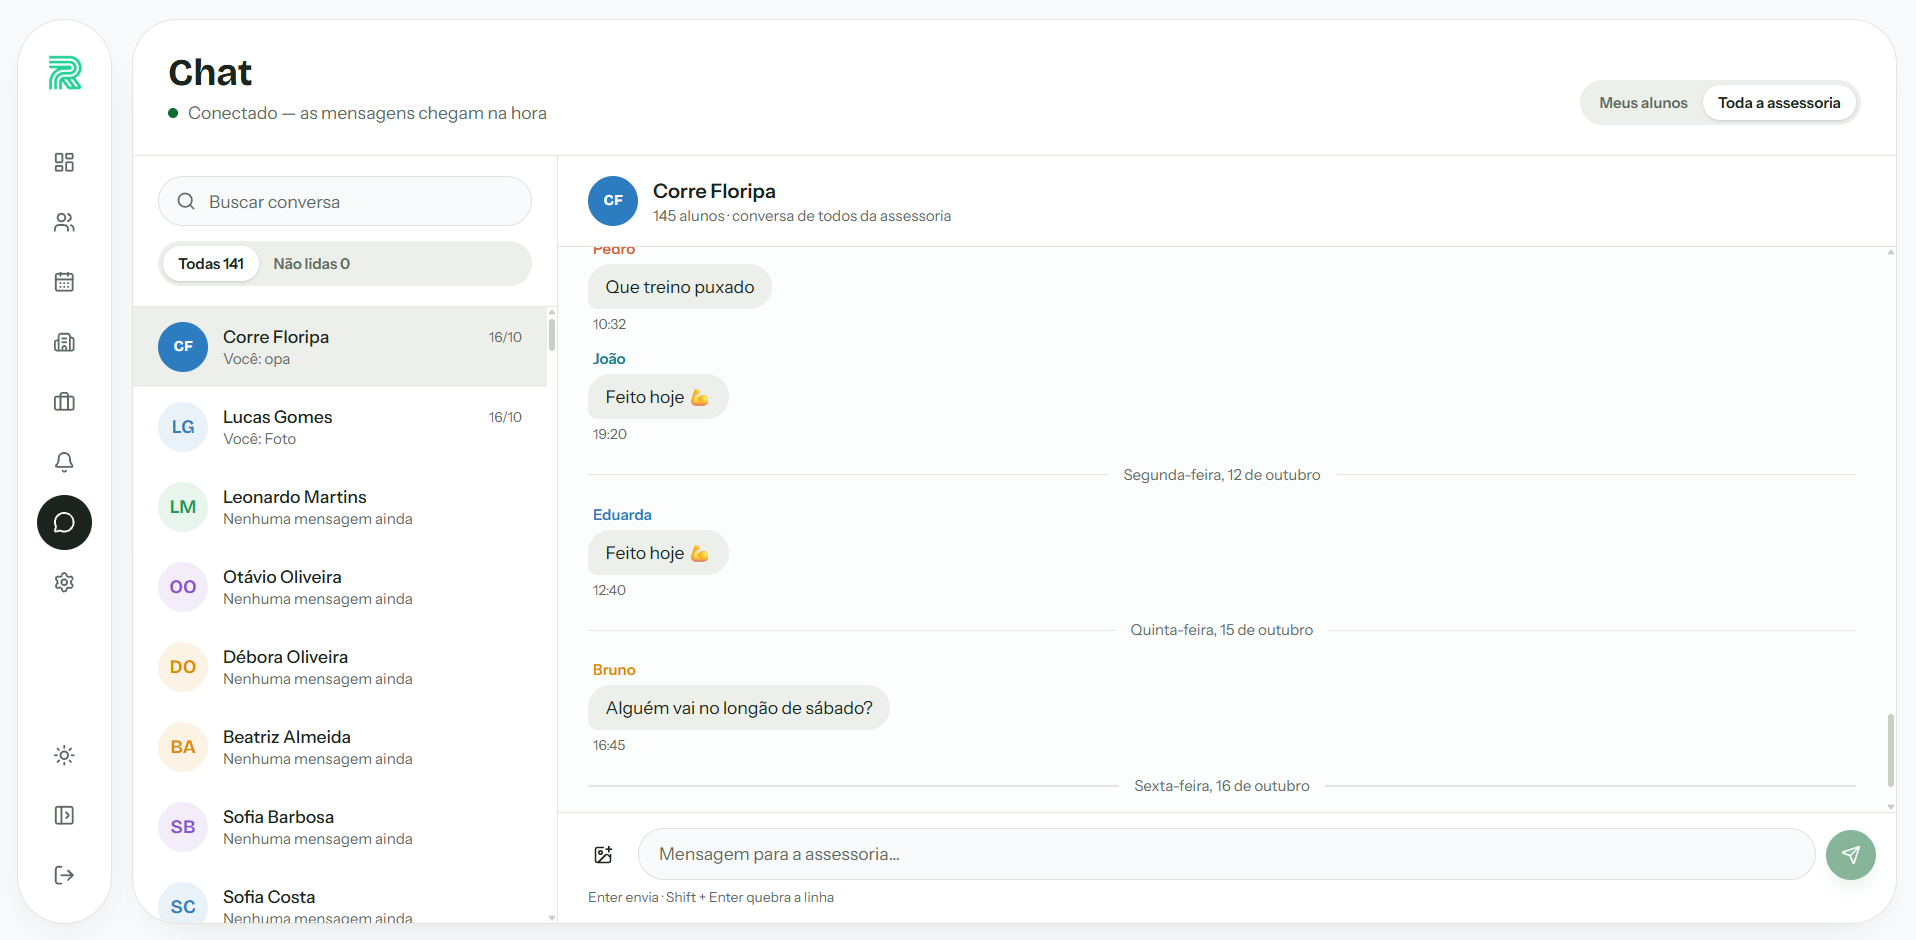 Chat
Conectado — as mensagens chegam na hora
Meus alunos
Toda a assessoria
Buscar conversa
Todas 141
Não lidas 0
CF
Corre Floripa
16/10
Você: opa
LG
Lucas Gomes
16/10
Você: Foto
LM
Leonardo Martins
Nenhuma mensagem ainda
OO
Otávio Oliveira
Nenhuma mensagem ainda
DO
Débora Oliveira
Nenhuma mensagem ainda
BA
Beatriz Almeida
Nenhuma mensagem ainda
SB
Sofia Barbosa
Nenhuma mensagem ainda
SC
Sofia Costa
Nenhuma mensagem ainda
CF
Corre Floripa
145 alunos · conversa de todos da assessoria
Pedro
Que treino puxado
10:32
João
Feito hoje 💪
19:20
Segunda-feira, 12 de outubro
Eduarda
Feito hoje 💪
12:40
Quinta-feira, 15 de outubro
Bruno
Alguém vai no longão de sábado?
16:45
Sexta-feira, 16 de outubro
Mensagem para a assessoria...
Enter envia · Shift + Enter quebra a linha